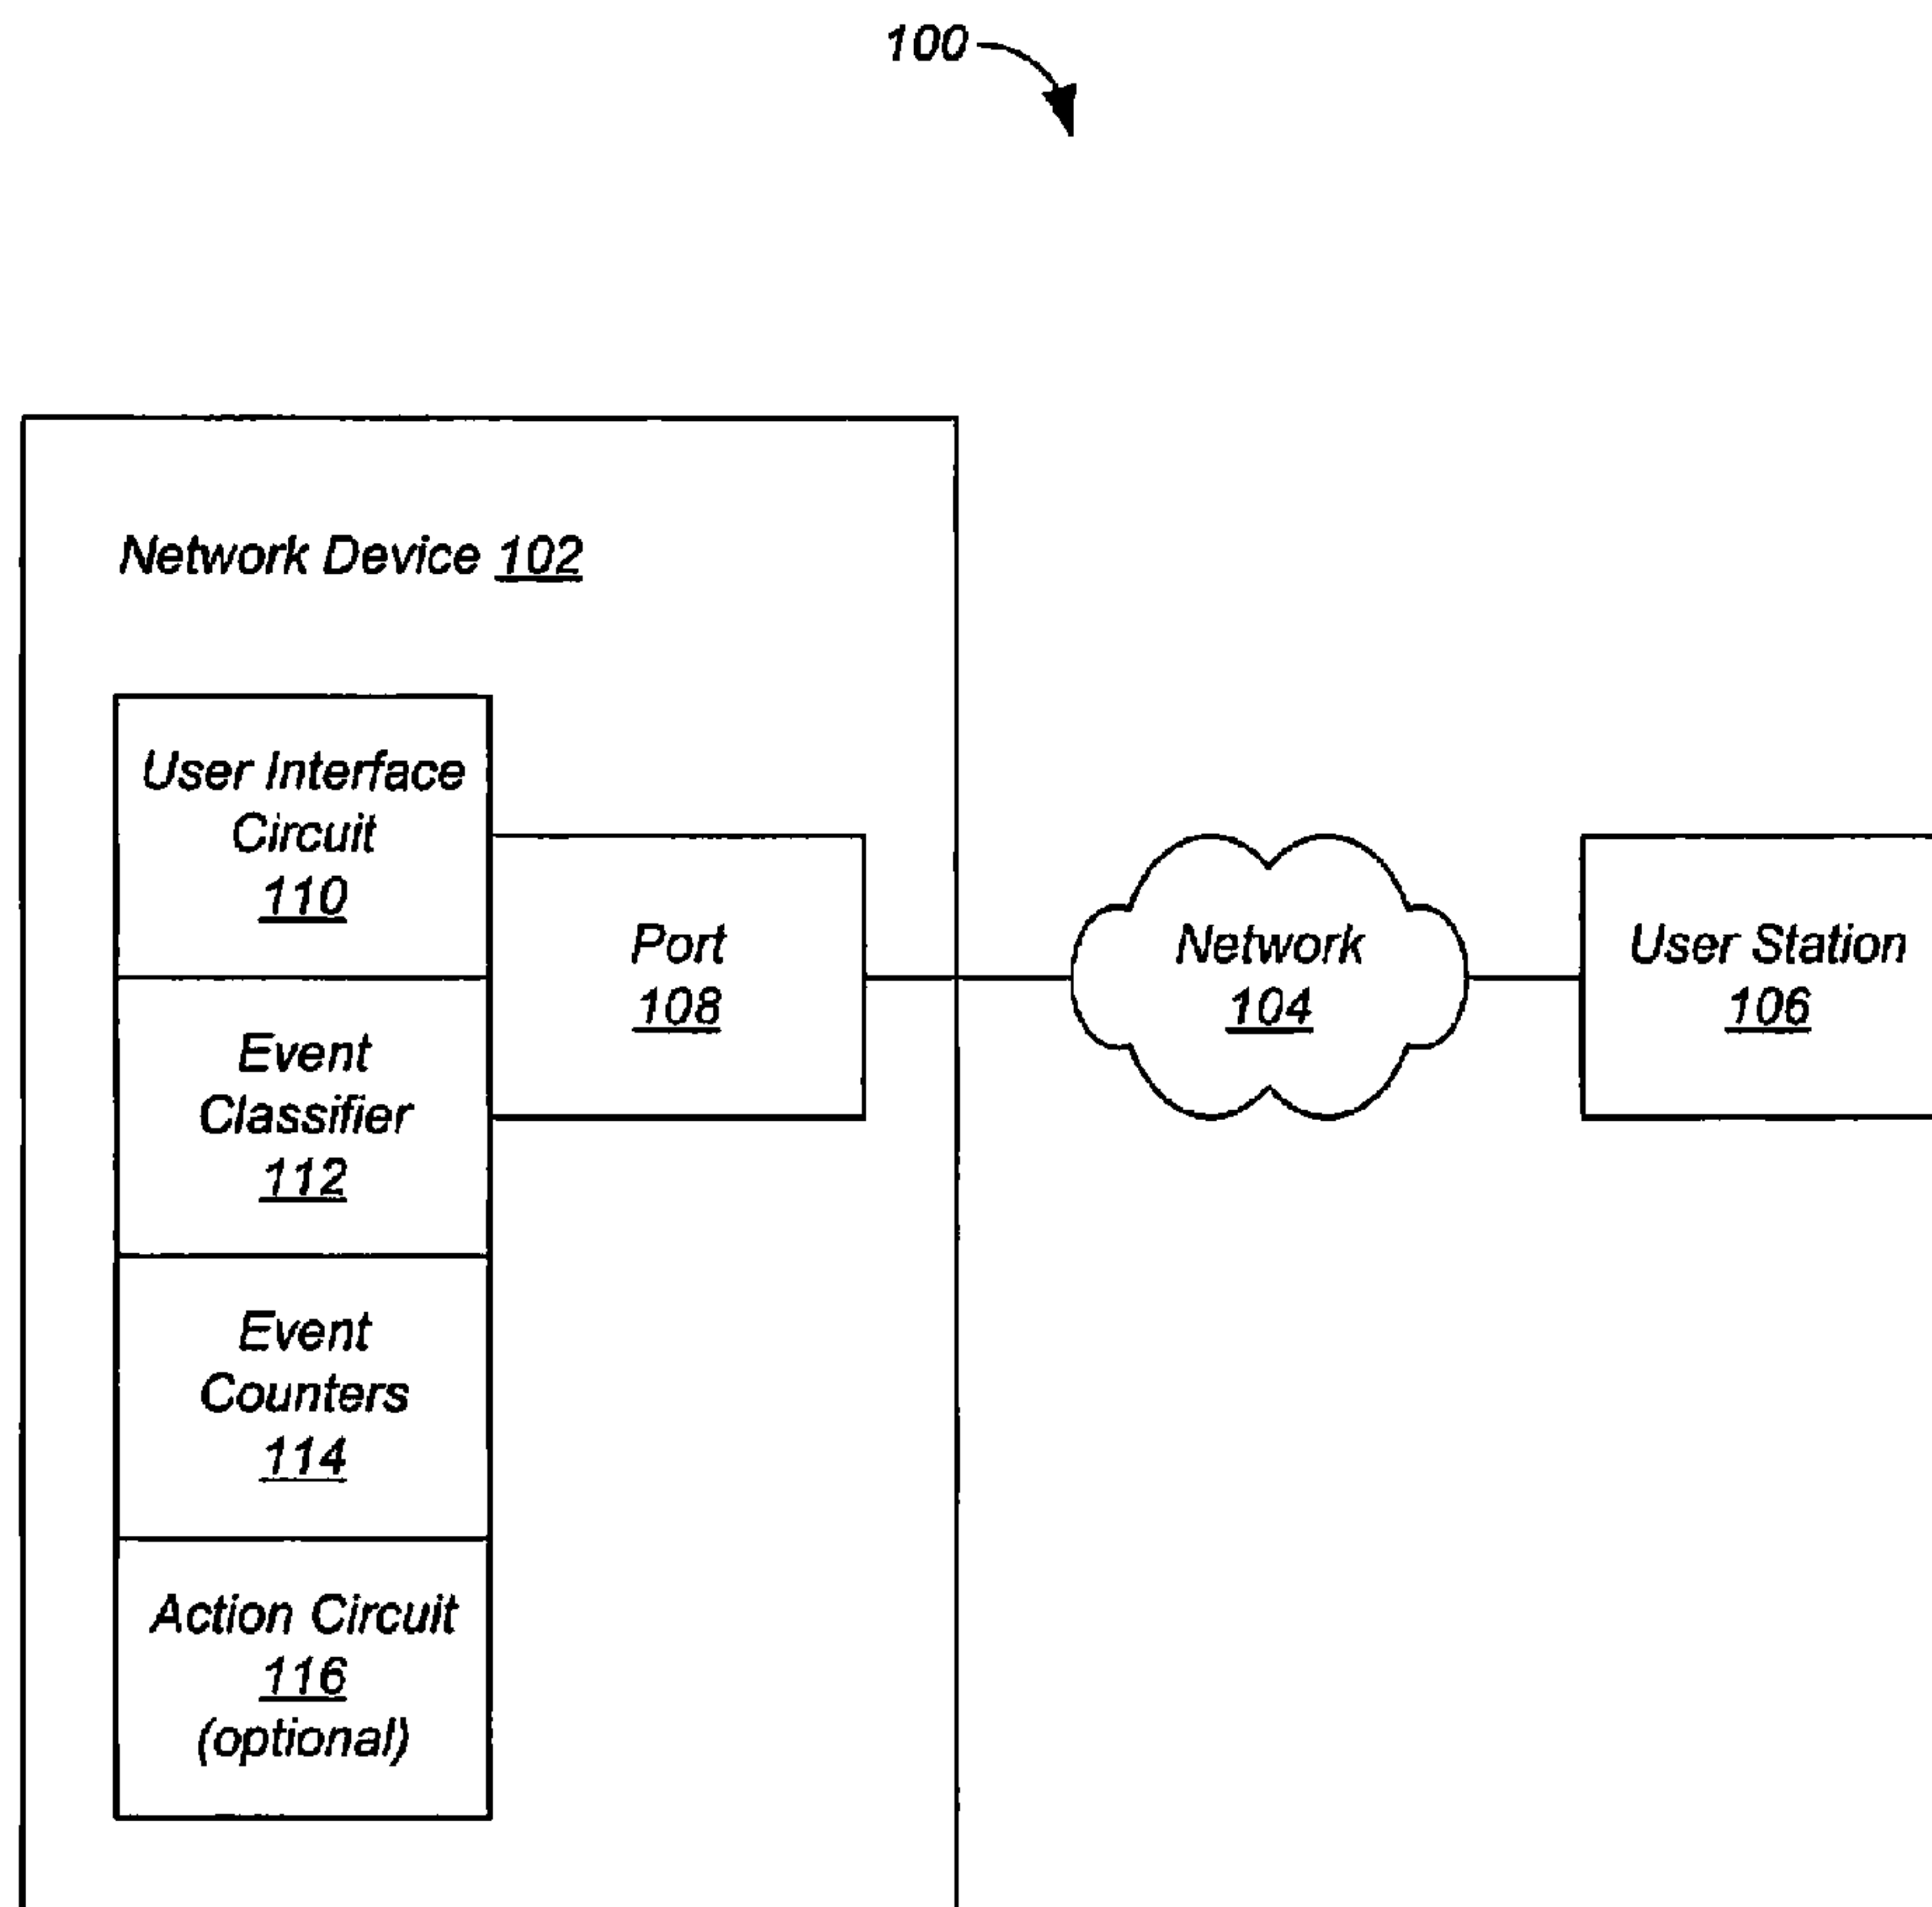 100
Network Device 102
User Interface
Circuit
110
Event
Classifier
112
Event
Counters
114
Action Circuit
116
(optional)
Port
108
Network
104
User Station
106